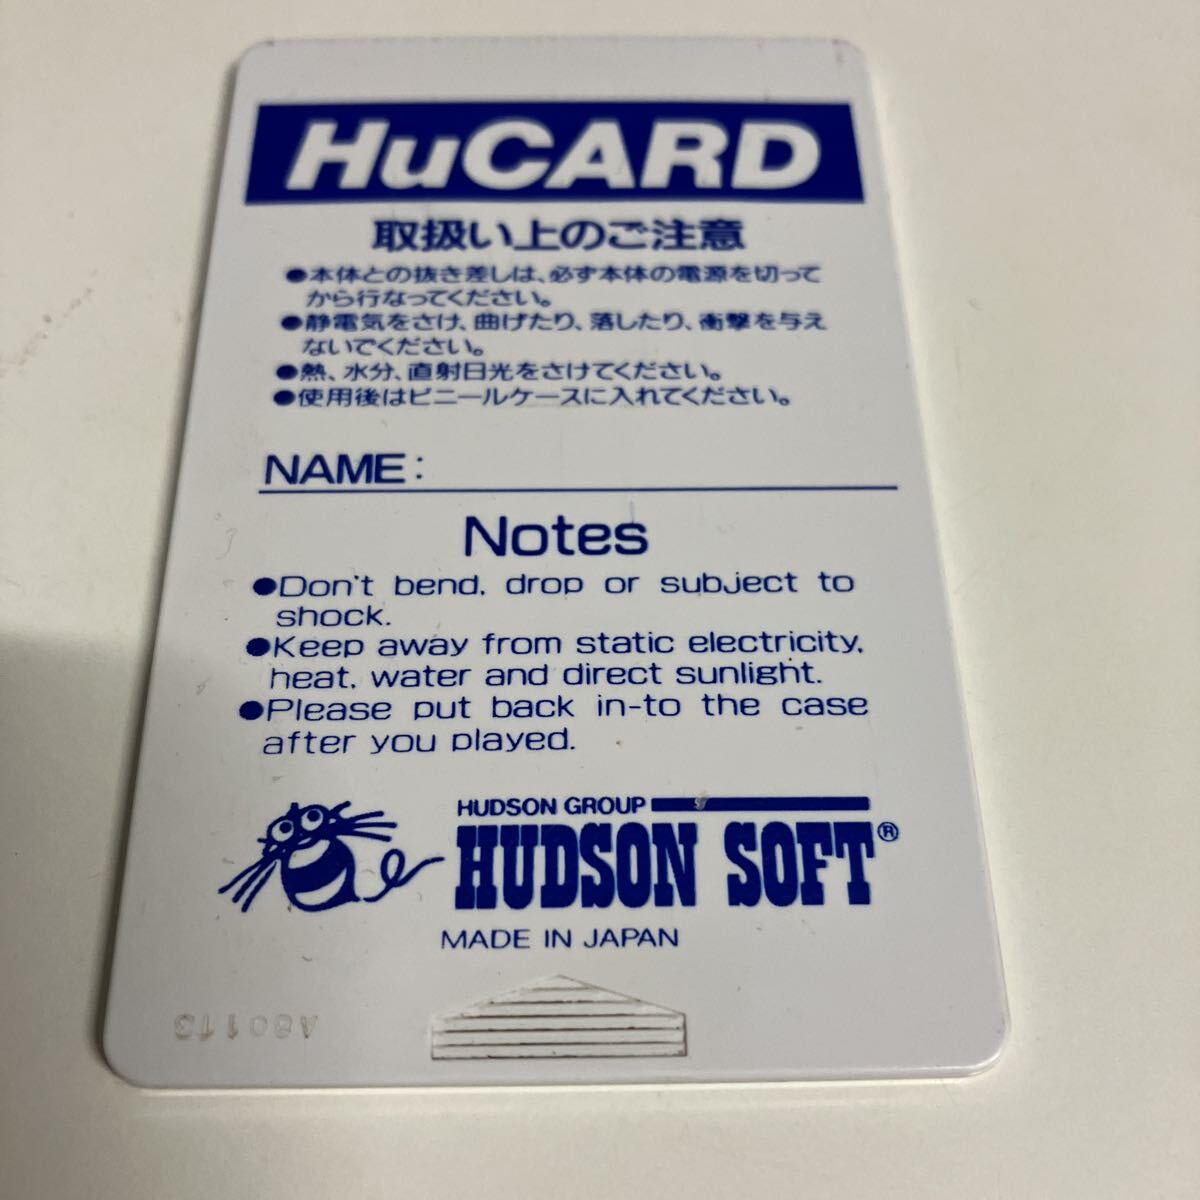 HuCARD
取扱い上のご注意
●本体との抜き差しは、必ず本体の電源を切って
から行なってください。
●静電気をさけ、曲げたり、落したり、衝撃を与え
ないでください。
●熱、水分、直射日光をさけてください。
●使用後はビニールケースに入れてください。
NAME:
Notes
●Don't bend, drop or subject to
shock.
●Keep away from static electricity,
heat, water and direct sunlight.
●Please put back in-to the case
after you played.
HUDSON GROUP
HUDSON SOFT®
MADE IN JAPAN